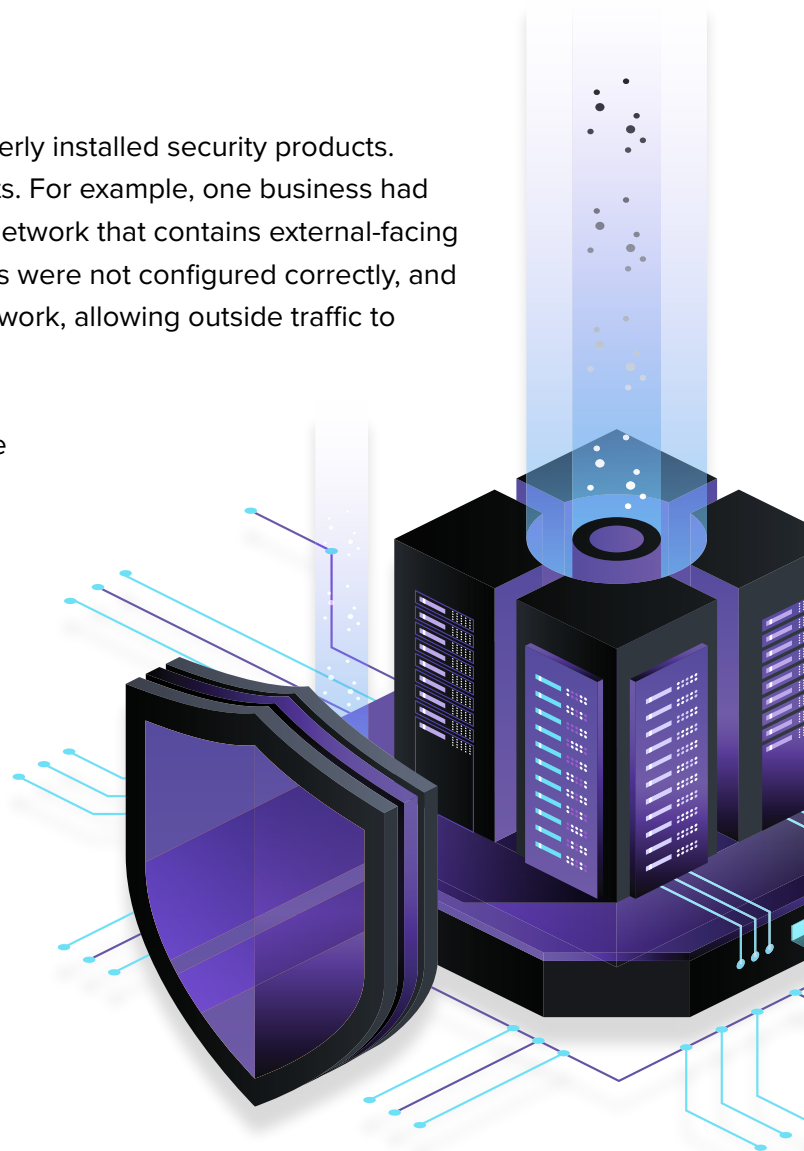 erly installed security products.
s. For example, one business had
etwork that contains external-facing
s were not configured correctly, and
work, allowing outside traffic to
e